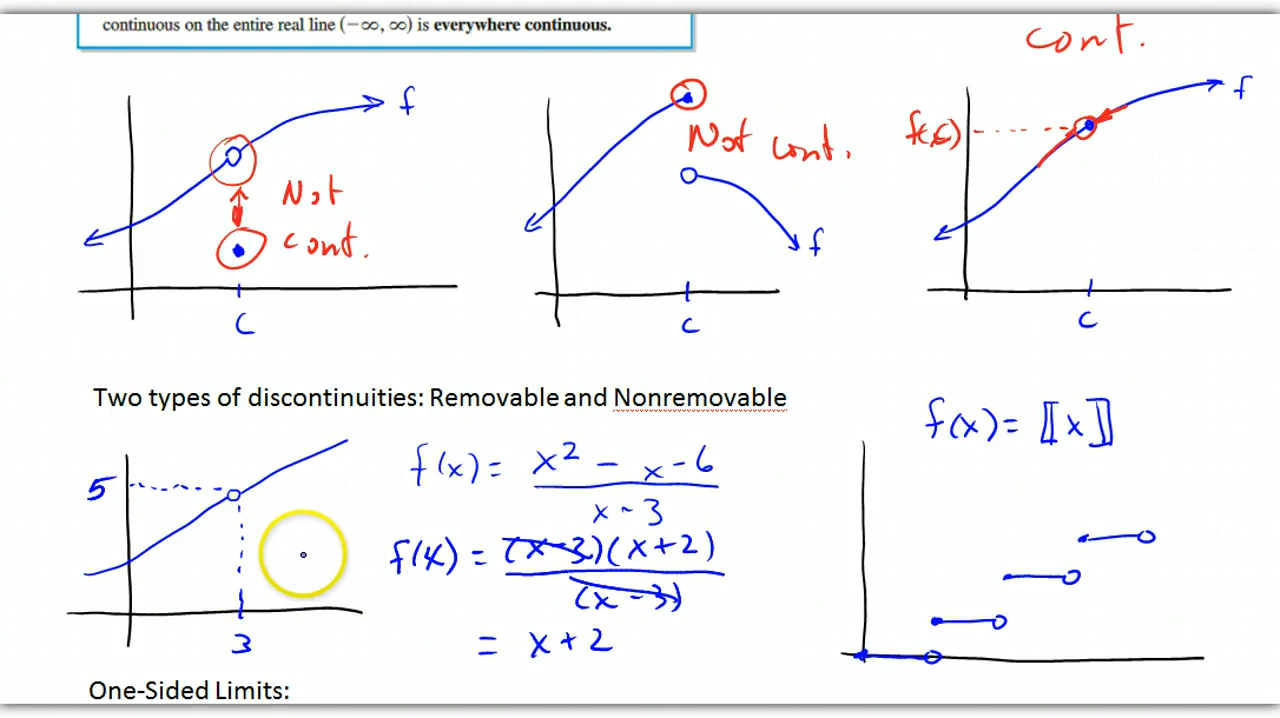 continuous on the entire real line (−∞, ∞) is everywhere continuous.
cont.
f
Not
cont.
c
Not cont.
f
c
f(c)
f
c
Two types of discontinuities: Removable and Nonremovable
5
3
f(x) = x² − x − 6
x − 3
f(x) = (x − 3)(x + 2)
(x − 3)
= x + 2
f(x) = ⟦x⟧
One-Sided Limits: